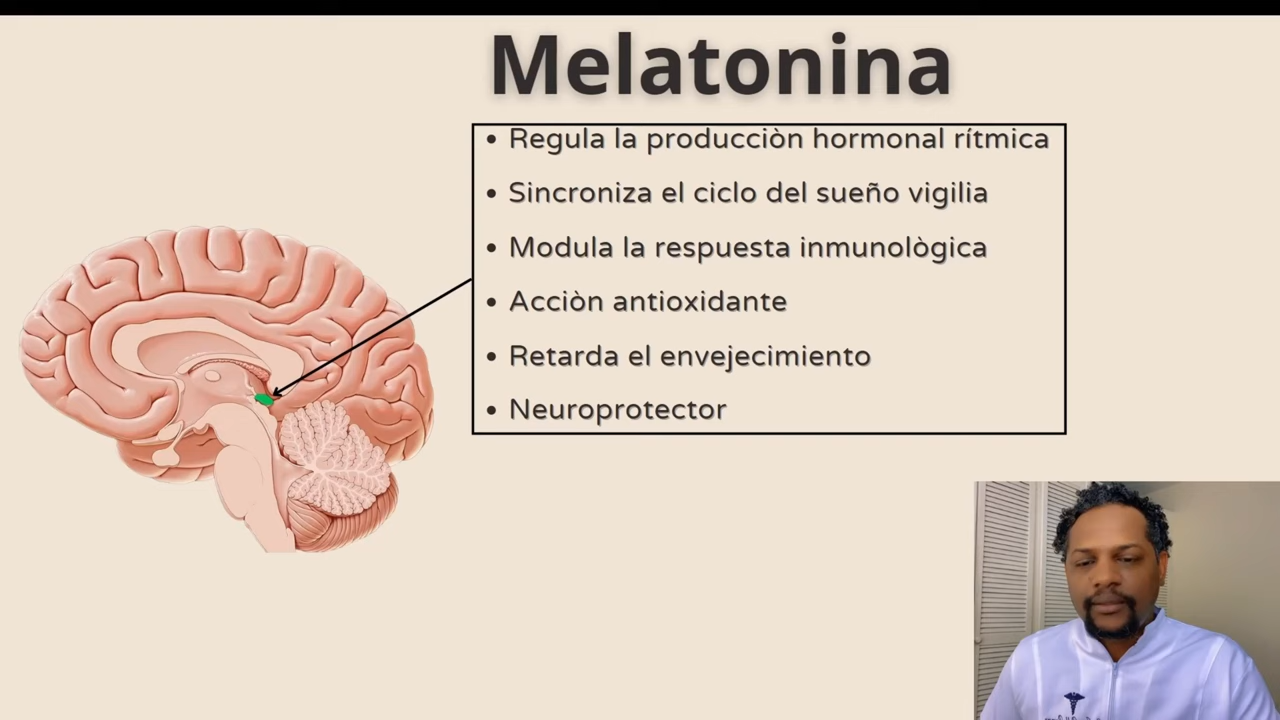 Melatonina
• Regula la producciòn hormonal rítmica
• Sincroniza el ciclo del sueño vigilia
• Modula la respuesta inmunològica
• Acciòn antioxidante
• Retarda el envejecimiento
• Neuroprotector